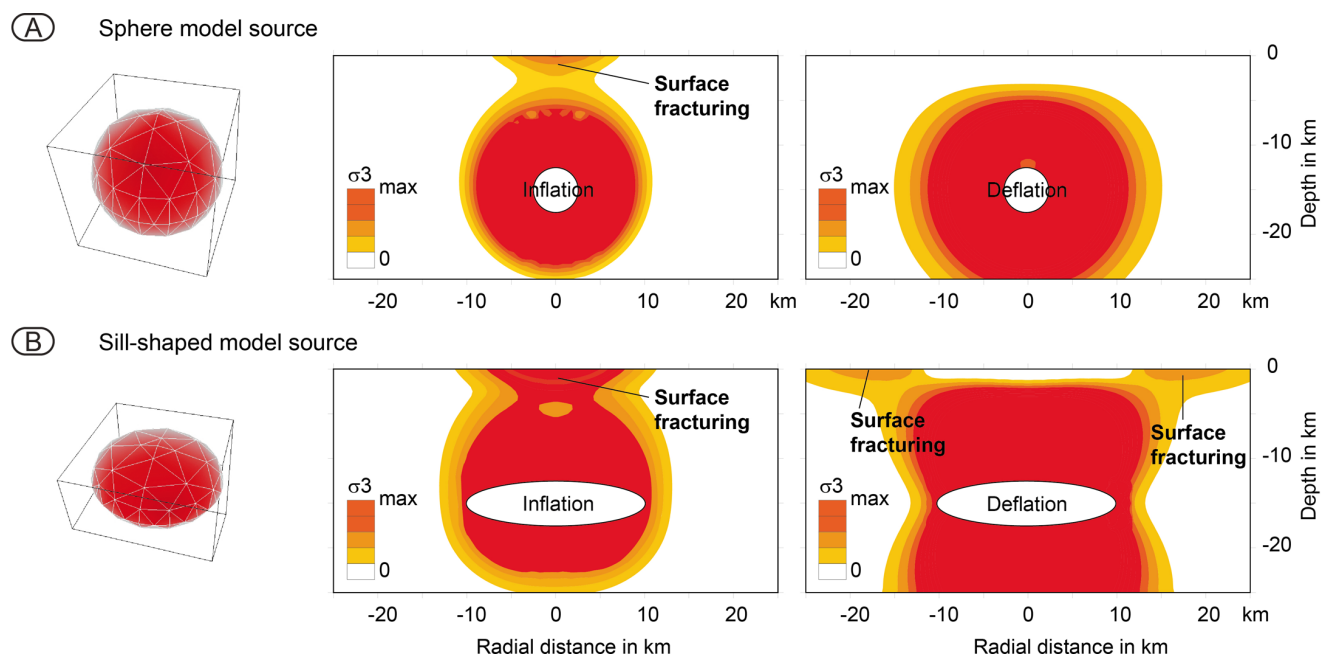 A Sphere model source
Surface
fracturing
Inflation
σ3
max
0
-20 -10 0 10 km
Deflation
σ3
max
0
-20 -10 0 10 20 km
0
-10
-20
Depth in km
B Sill-shaped model source
Surface
fracturing
Inflation
σ3
max
0
-20 -10 0 10 20
Radial distance in km
Surface
fracturing
Surface
fracturing
Deflation
σ3
max
0
-20 -10 0 10 20 km
Radial distance in km
0
-10
-20
Depth in km